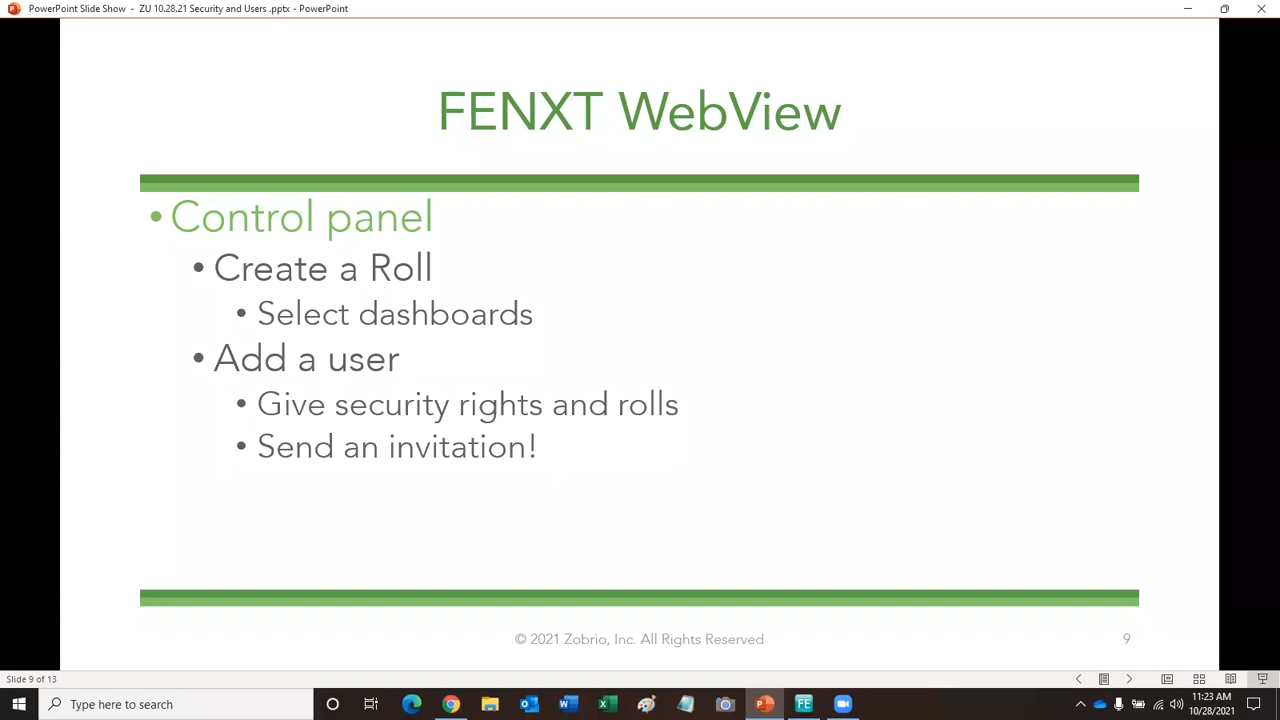 PowerPoint Slide Show - ZU 10.28.21 Security and Users .pptx - PowerPoint
FENXT WebView
• Control panel
• Create a Roll
• Select dashboards
• Add a user
• Give security rights and rolls
• Send an invitation!
© 2021 Zobrio, Inc. All Rights Reserved
9
Slide 9 of 13
Type here to search
FE
11:23 AM
10/28/2021